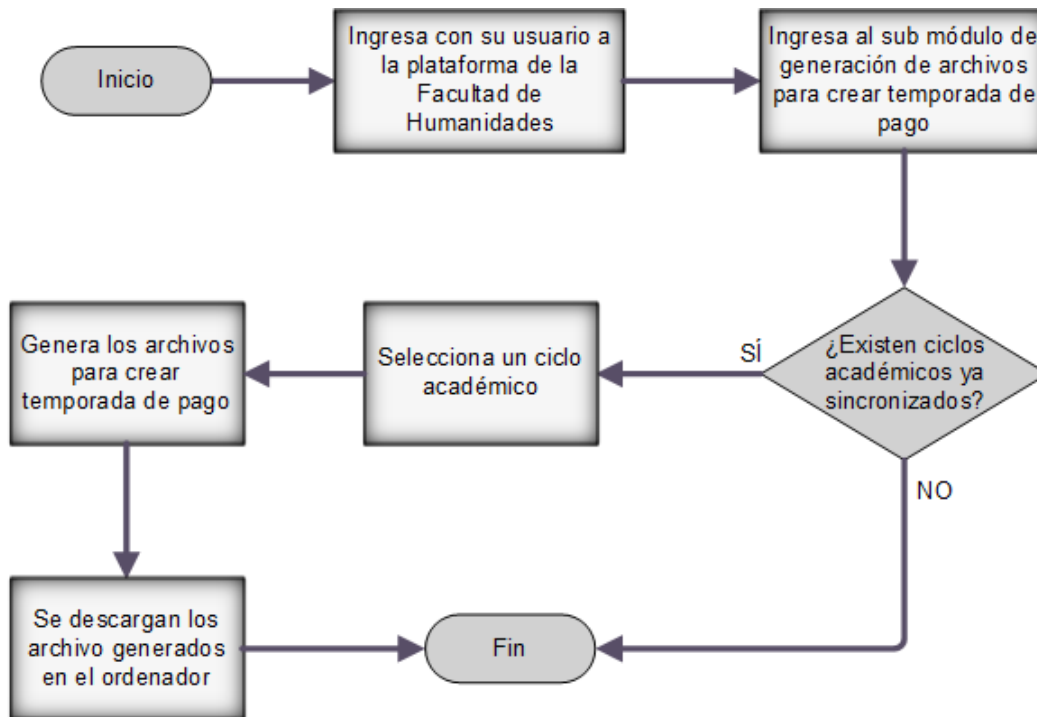 Inicio
Ingresa con su usuario a
la plataforma de la
Facultad de
Humanidades
Ingresa al sub módulo de
generación de archivos
para crear temporada de
pago
¿Existen ciclos
académicos ya
sincronizados?
SÍ
NO
Selecciona un ciclo
académico
Genera los archivos
para crear
temporada de pago
Se descargan los
archivo generados
en el ordenador
Fin